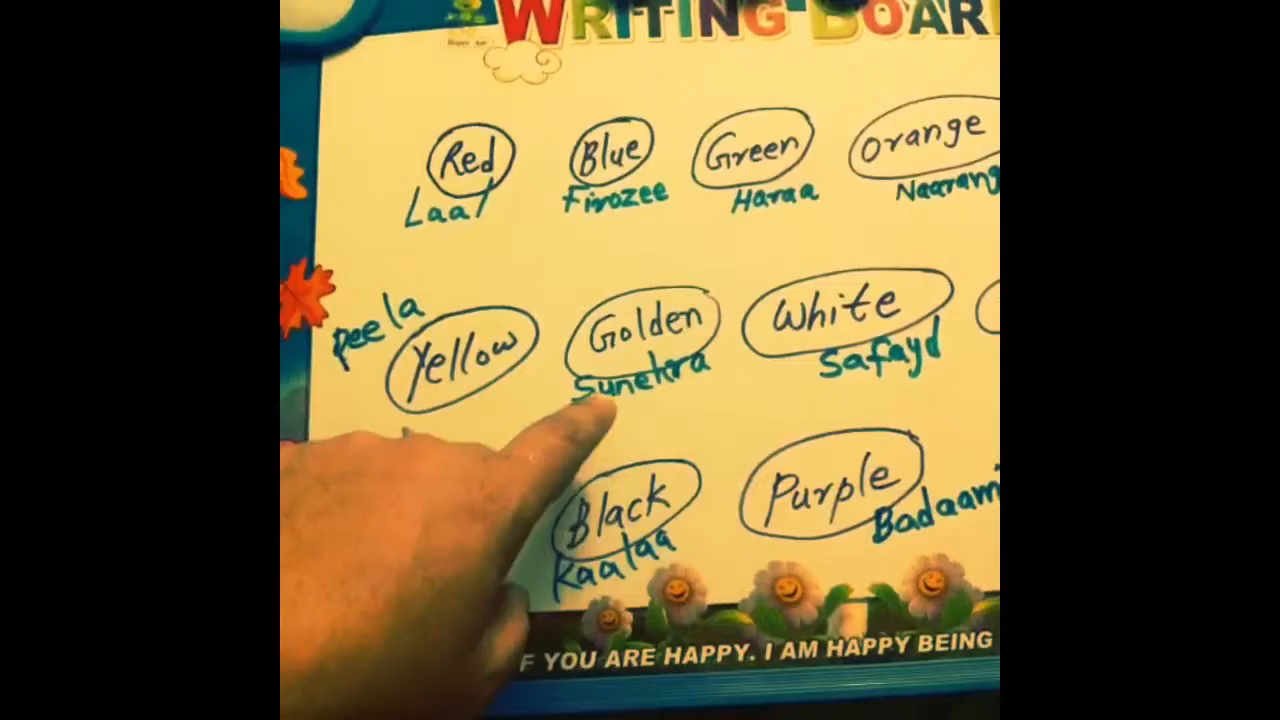 WRITING BOAR
Red Blue Green Orange
Laal Firozee Haraa Naarang
peela
Yellow Golden White
Sunehra Safayd
Black Purple
Kaalaa Badaami
F YOU ARE HAPPY. I AM HAPPY BEING